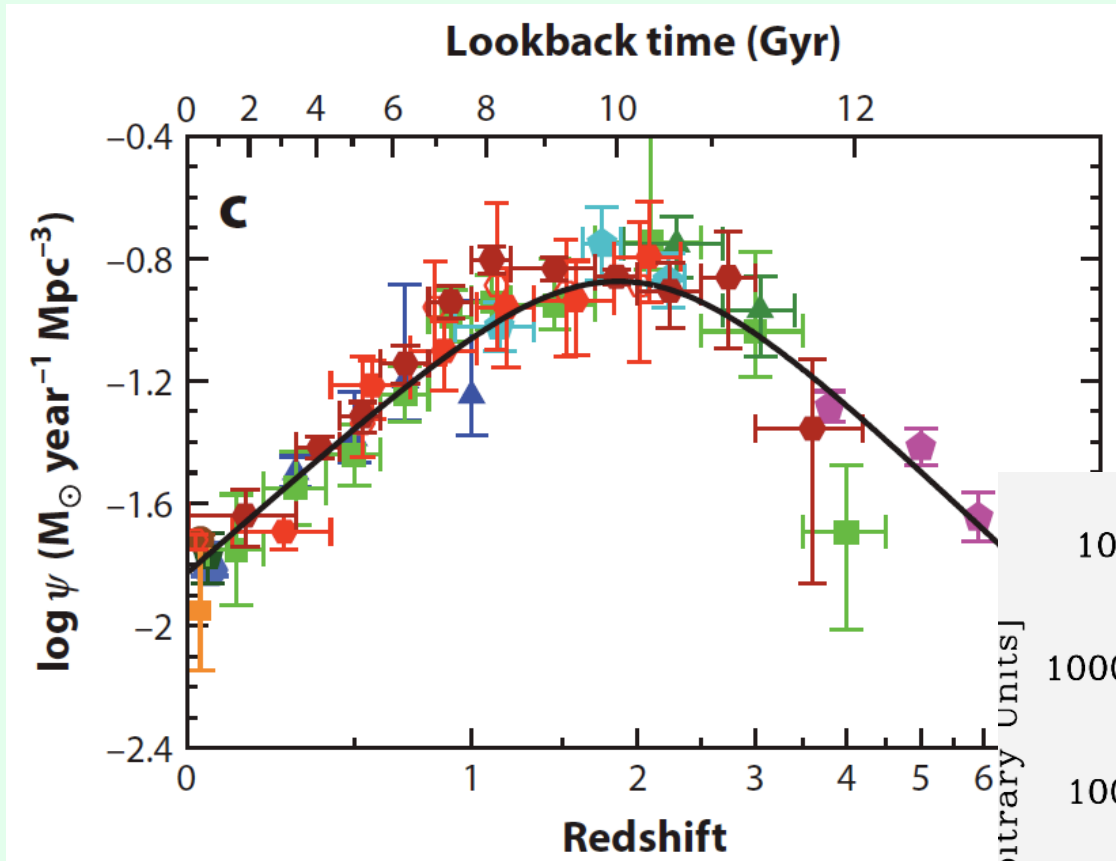 Lookback time (Gyr)
0 2 4 6 8 10 12
−0.4
c
−0.8
−1.2
−1.6
−2
−2.4
log ψ (M⊙ year−1 Mpc−3)
0 1 2 3 4 5 6
Redshift
Units]